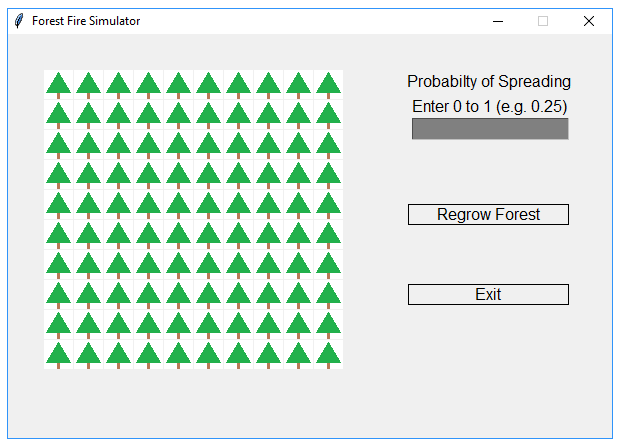 Forest Fire Simulator
Probabilty of Spreading
Enter 0 to 1 (e.g. 0.25)
Regrow Forest
Exit